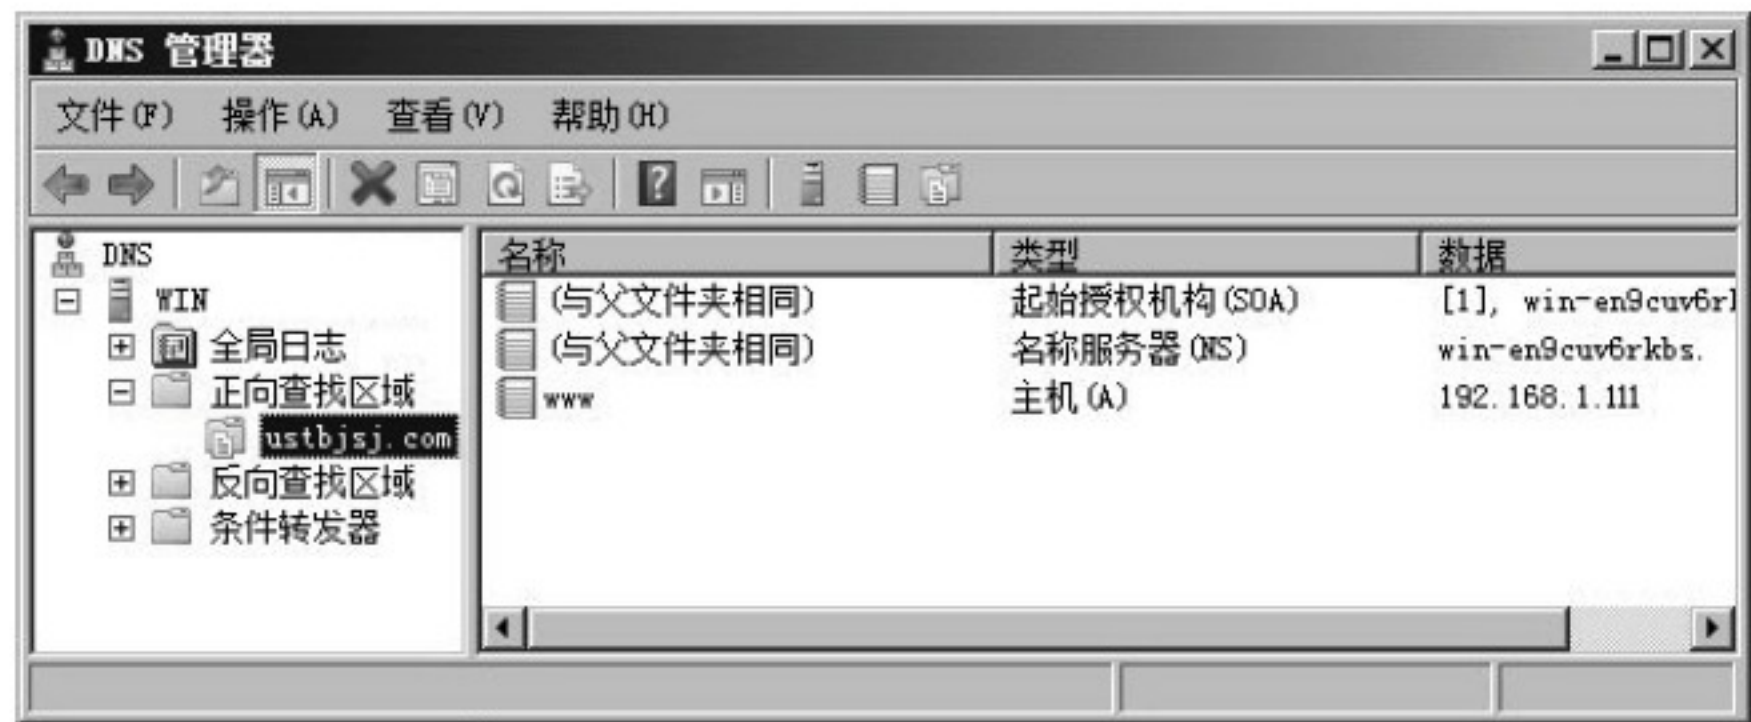 DNS 管理器
文件(F) 操作(A) 查看(V) 帮助(H)
DNS
WIN
全局日志
正向查找区域
ustbjsj.com
反向查找区域
条件转发器
名称 类型 数据
(与父文件夹相同) 起始授权机构(SOA) [1],
(与父文件夹相同) 名称服务器(NS) win-en9cuv6rkbs.
www 主机(A) 192.168.1.111